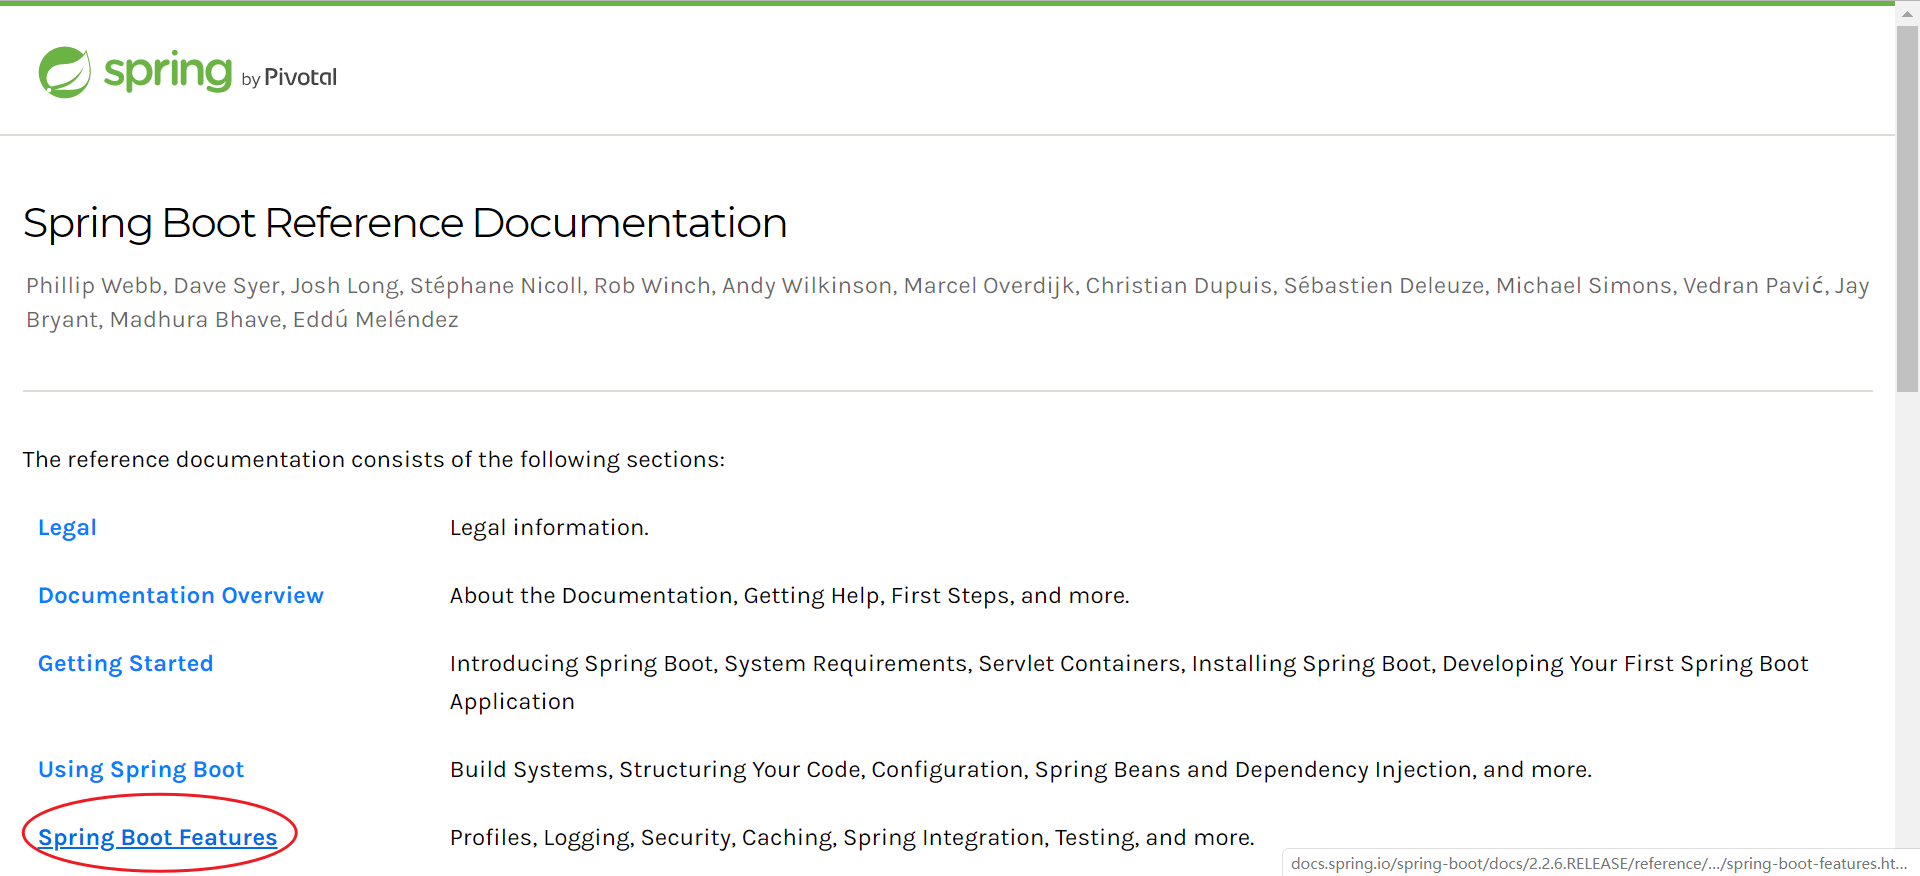 spring by Pivotal
Spring Boot Reference Documentation
Phillip Webb, Dave Syer, Josh Long, Stéphane Nicoll, Rob Winch, Andy Wilkinson, Marcel Overdijk, Christian Dupuis, Sébastien Deleuze, Michael Simons, Vedran Pavić, Jay
Bryant, Madhura Bhave, Eddú Meléndez
The reference documentation consists of the following sections:
Legal Legal information.
Documentation Overview About the Documentation, Getting Help, First Steps, and more.
Getting Started Introducing Spring Boot, System Requirements, Servlet Containers, Installing Spring Boot, Developing Your First Spring Boot
Application
Using Spring Boot Build Systems, Structuring Your Code, Configuration, Spring Beans and Dependency Injection, and more.
Spring Boot Features Profiles, Logging, Security, Caching, Spring Integration, Testing, and more.
docs.spring.io/spring-boot/docs/2.2.6.RELEASE/reference/.../spring-boot-features.ht...